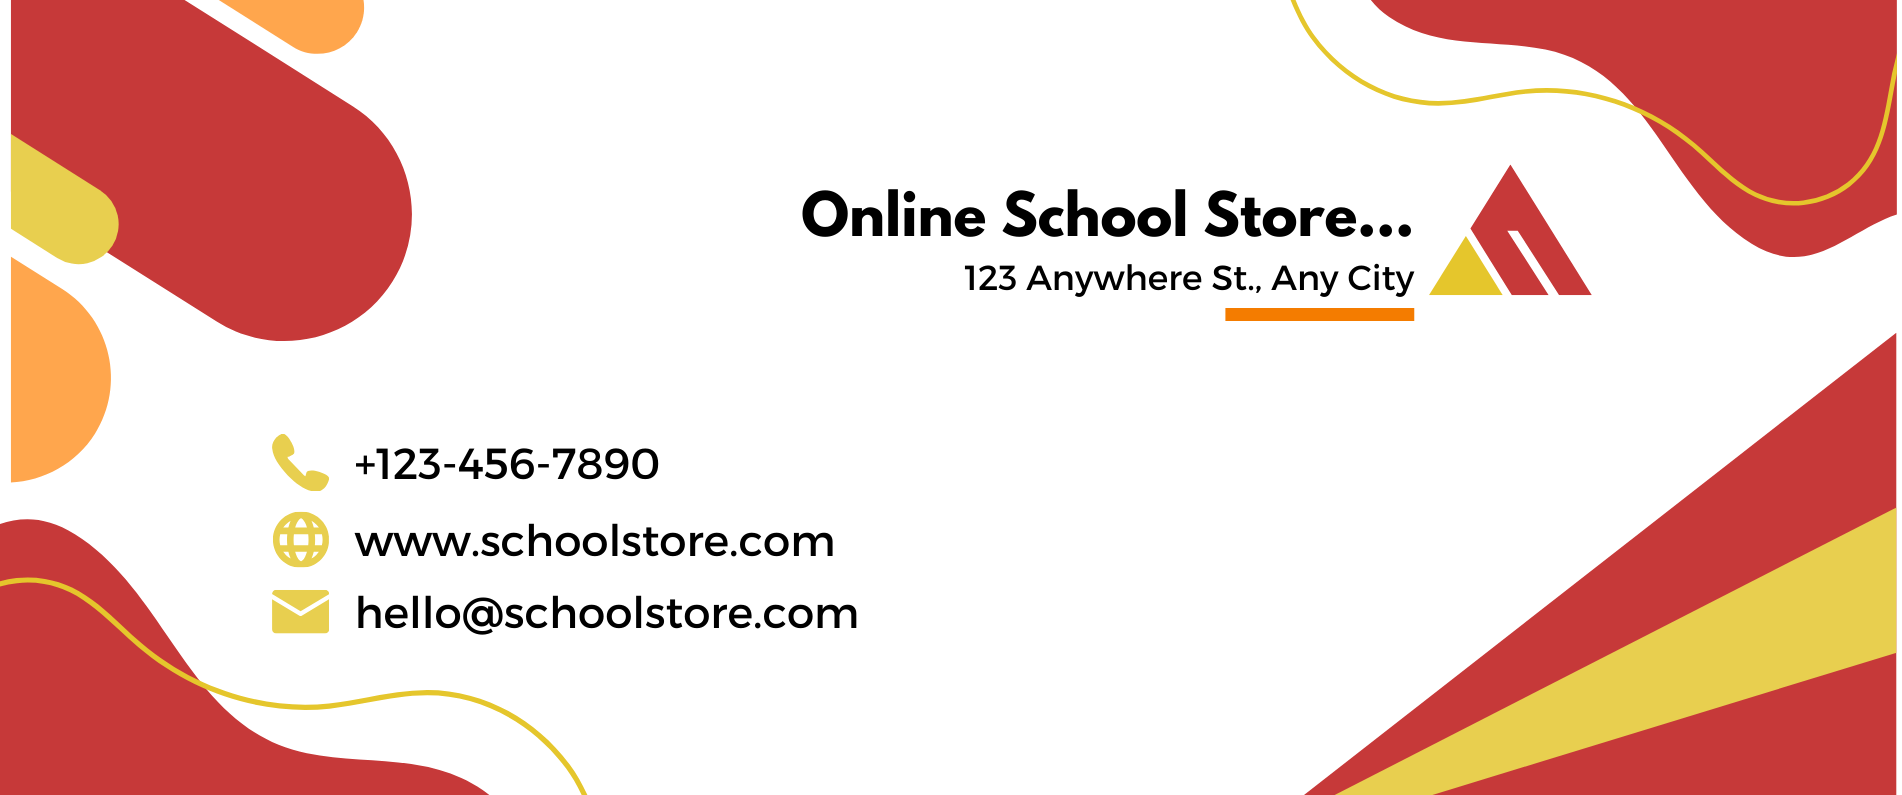 Online School Store...
123 Anywhere St., Any City
+123-456-7890
www.schoolstore.com
hello@schoolstore.com